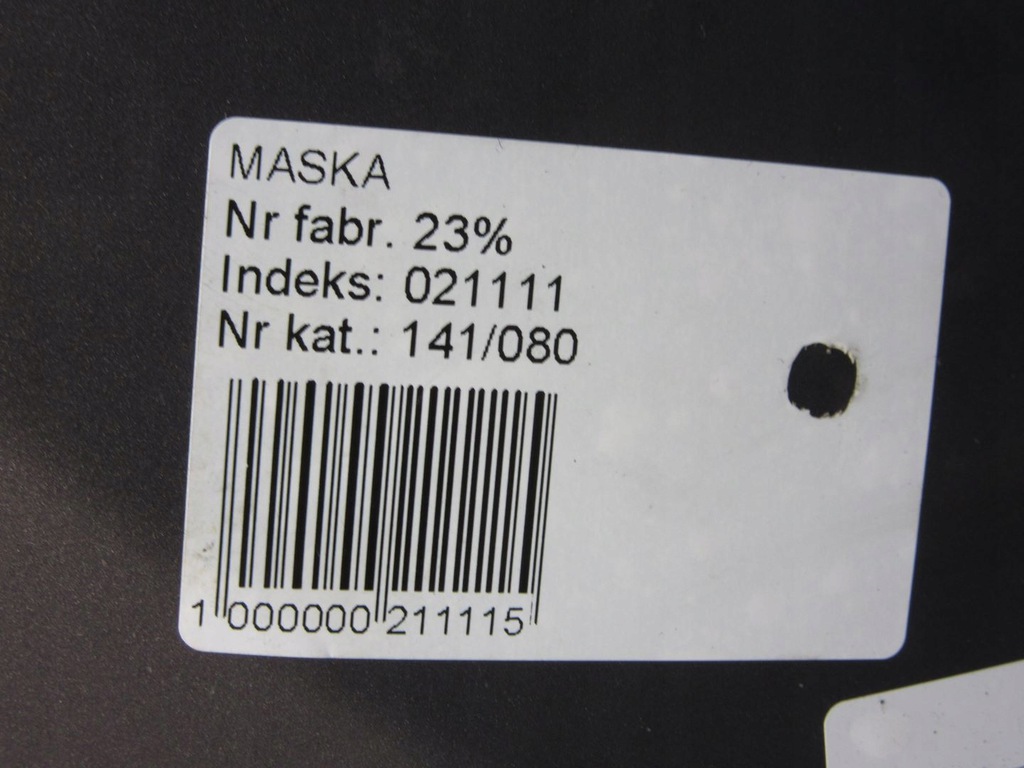 MASKA
Nr fabr. 23%
Indeks: 021111
Nr kat.: 141/080
1 000000 211115